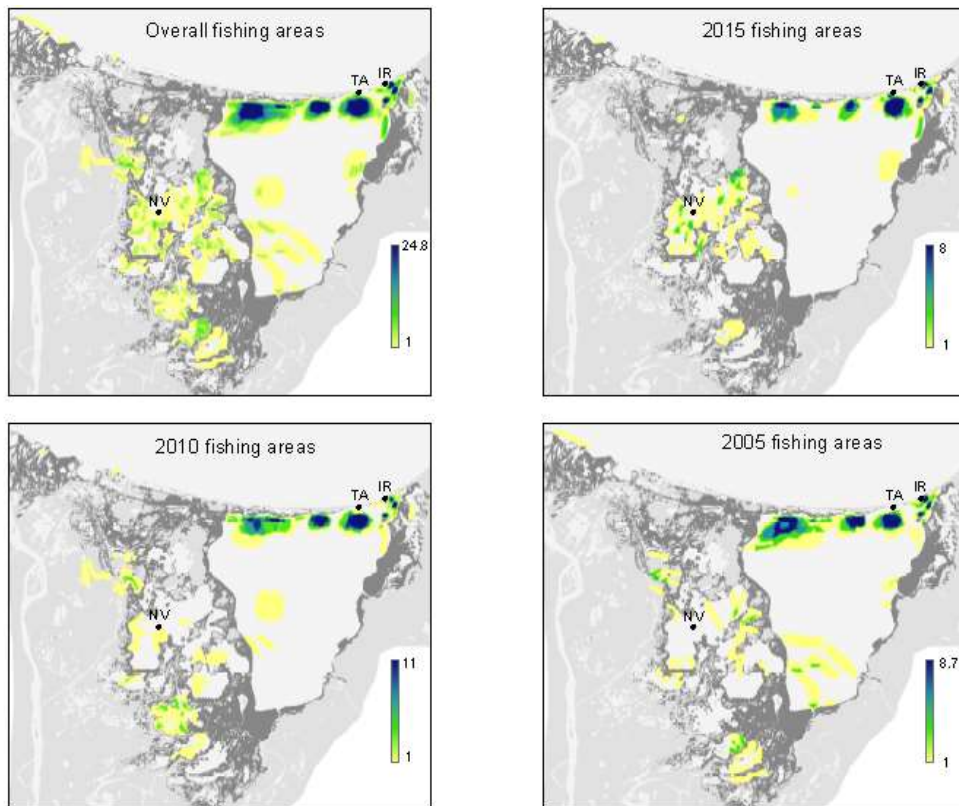 Overall fishing areas
IR
TA
NV
24.8
1
2015 fishing areas
IR
TA
NV
8
1
2010 fishing areas
IR
TA
NV
11
1
2005 fishing areas
IR
TA
NV
8.7
1